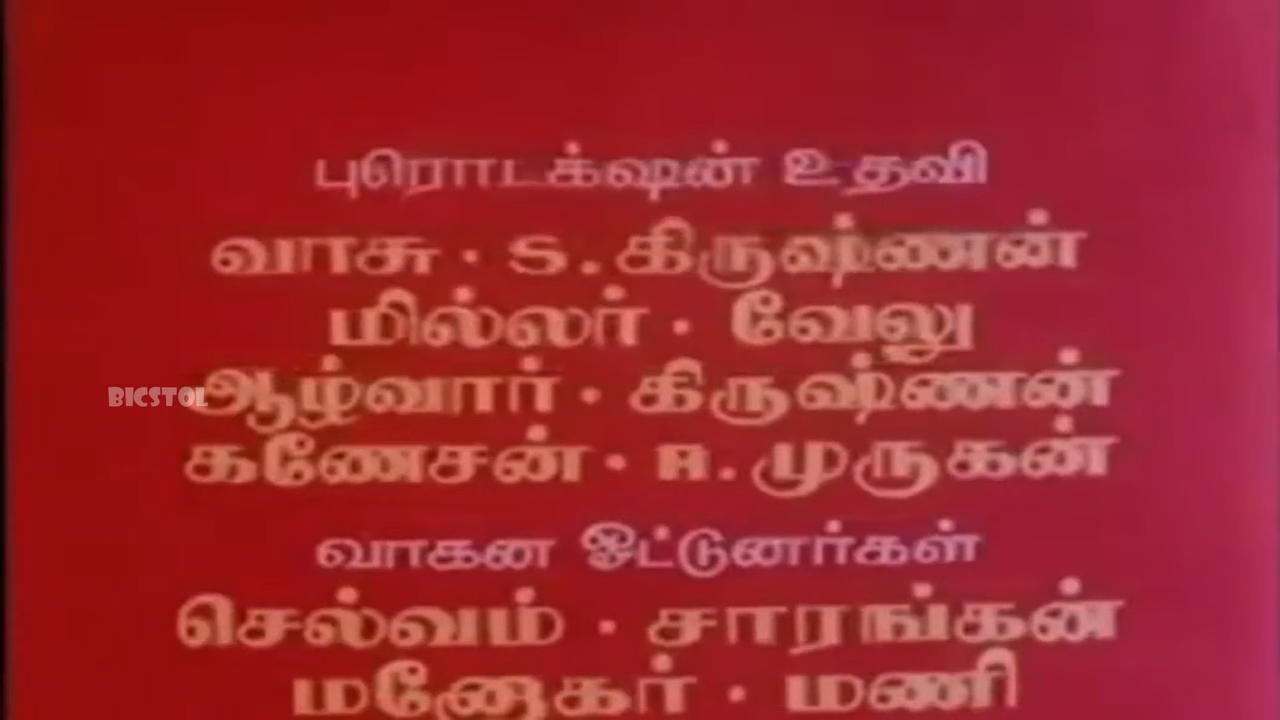 புரொடக்ஷன் உதவி
வாசு · S. கிருஷ்ணன்
மில்லர் · வேலு
BICSTOL
ஆழ்வார் · கிருஷ்ணன்
கணேசன் · ஈ. முருகன்
வாகன ஓட்டுனர்கள்
செல்வம் · சாரங்கன்
மனோகர் · மணி